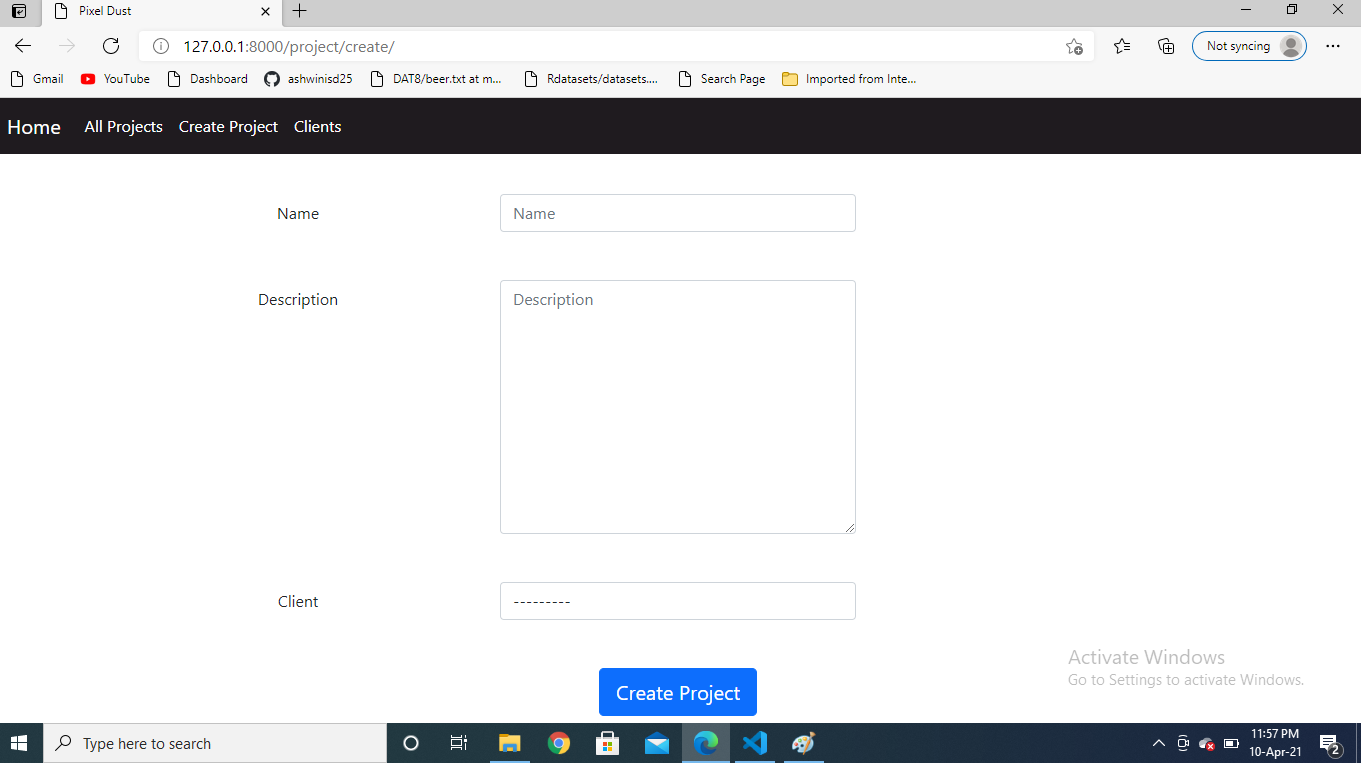 Pixel Dust
127.0.0.1:8000/project/create/
Not syncing
Gmail
YouTube
Dashboard
ashwinisd25
DAT8/beer.txt at m...
Rdatasets/datasets....
Search Page
Imported from Inte...
Home
All Projects
Create Project
Clients
Name
Name
Description
Description
Client
---------
Create Project
Activate Windows
Go to Settings to activate Windows.
Type here to search
11:57 PM
10-Apr-21
2